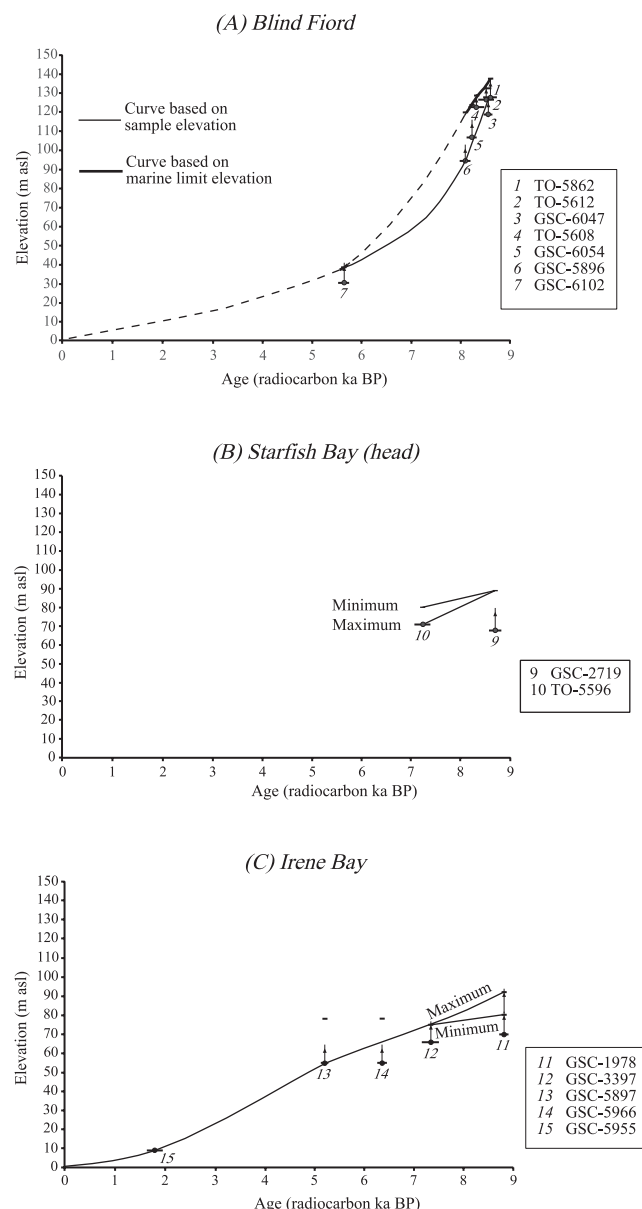 (A) Blind Fiord
150
140
130
120
110
100
90
80
70
60
50
40
30
20
10
0
Elevation (m asl)
Curve based on
sample elevation
Curve based on
marine limit elevation
1
2
3
4
5
6
7
1 TO-5862
2 TO-5612
3 GSC-6047
4 TO-5608
5 GSC-6054
6 GSC-5896
7 GSC-6102
0 1 2 3 4 5 6 7 8 9
Age (radiocarbon ka BP)
(B) Starfish Bay (head)
150
140
130
120
110
100
90
80
70
60
50
40
30
20
10
0
Elevation (m asl)
Minimum
Maximum
10
9
9 GSC-2719
10 TO-5596
0 1 2 3 4 5 6 7 8 9
Age (radiocarbon ka BP)
(C) Irene Bay
150
140
130
120
110
100
90
80
70
60
50
40
30
20
10
0
Elevation (m asl)
Maximum
Minimum
11
12
13
14
15
11 GSC-1978
12 GSC-3397
13 GSC-5897
14 GSC-5966
15 GSC-5955
0 1 2 3 4 5 6 7 8 9
Age (radiocarbon ka BP)